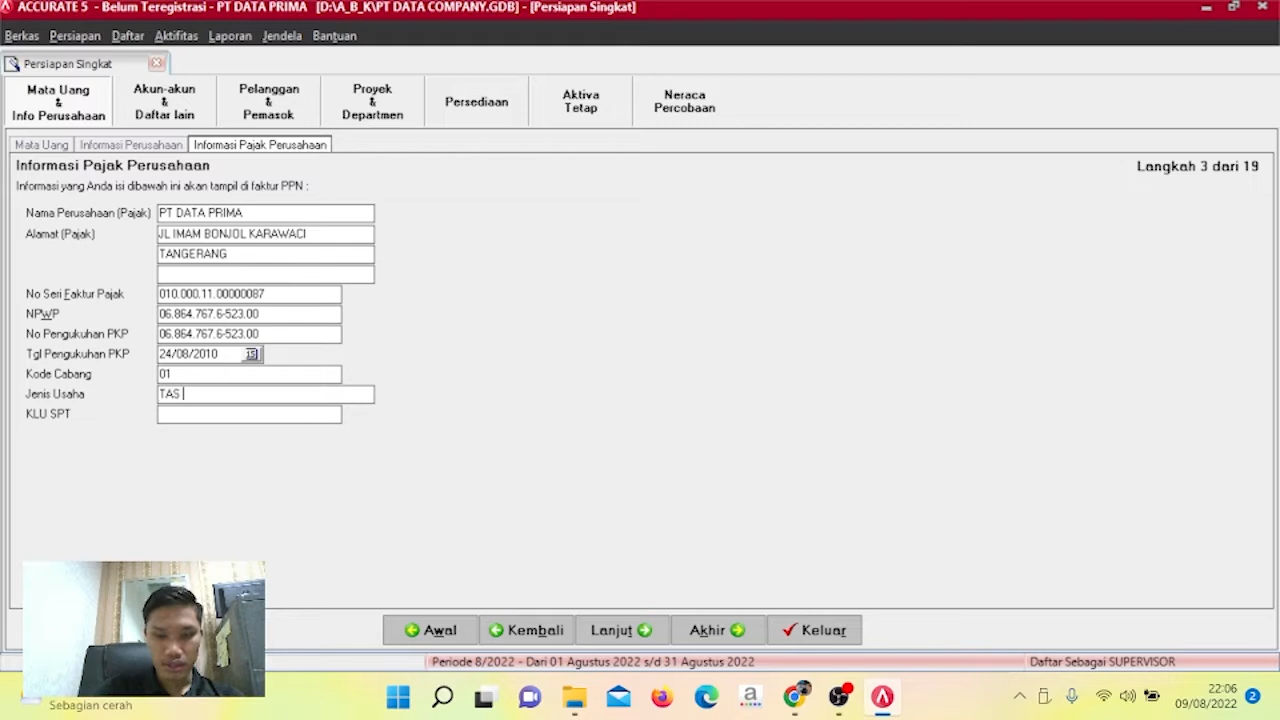 ACCURATE 5 - Belum Teregistrasi - PT DATA PRIMA [D:\A_B_K\PT DATA COMPANY.GDB] - [Persiapan Singkat]
Berkas Persiapan Daftar Aktifitas Laporan Jendela Bantuan
Persiapan Singkat
Mata Uang & Info Perusahaan
Akun-akun & Daftar lain
Pelanggan & Pemasok
Proyek & Departmen
Persediaan
Aktiva Tetap
Neraca Percobaan
Mata Uang Informasi Perusahaan Informasi Pajak Perusahaan
Informasi Pajak Perusahaan Langkah 3 dari 19
Informasi yang Anda isi dibawah ini akan tampil di faktur PPN :
Nama Perusahaan (Pajak) PT DATA PRIMA
Alamat (Pajak) JL IMAM BONJOL KARAWACI
TANGERANG
No Seri Faktur Pajak 010.000.11.00000087
NPWP 06.864.767.6-523.00
No Pengukuhan PKP 06.864.767.6-523.00
Tgl Pengukuhan PKP 24/08/2010 15
Kode Cabang 01
Jenis Usaha TAS
KLU SPT
Awal Kembali Lanjut Akhir Keluar
Periode 8/2022 - Dari 01 Agustus 2022 s/d 31 Agustus 2022 Daftar Sebagai SUPERVISOR
Sebagian cerah
a
22:06
09/08/2022
2